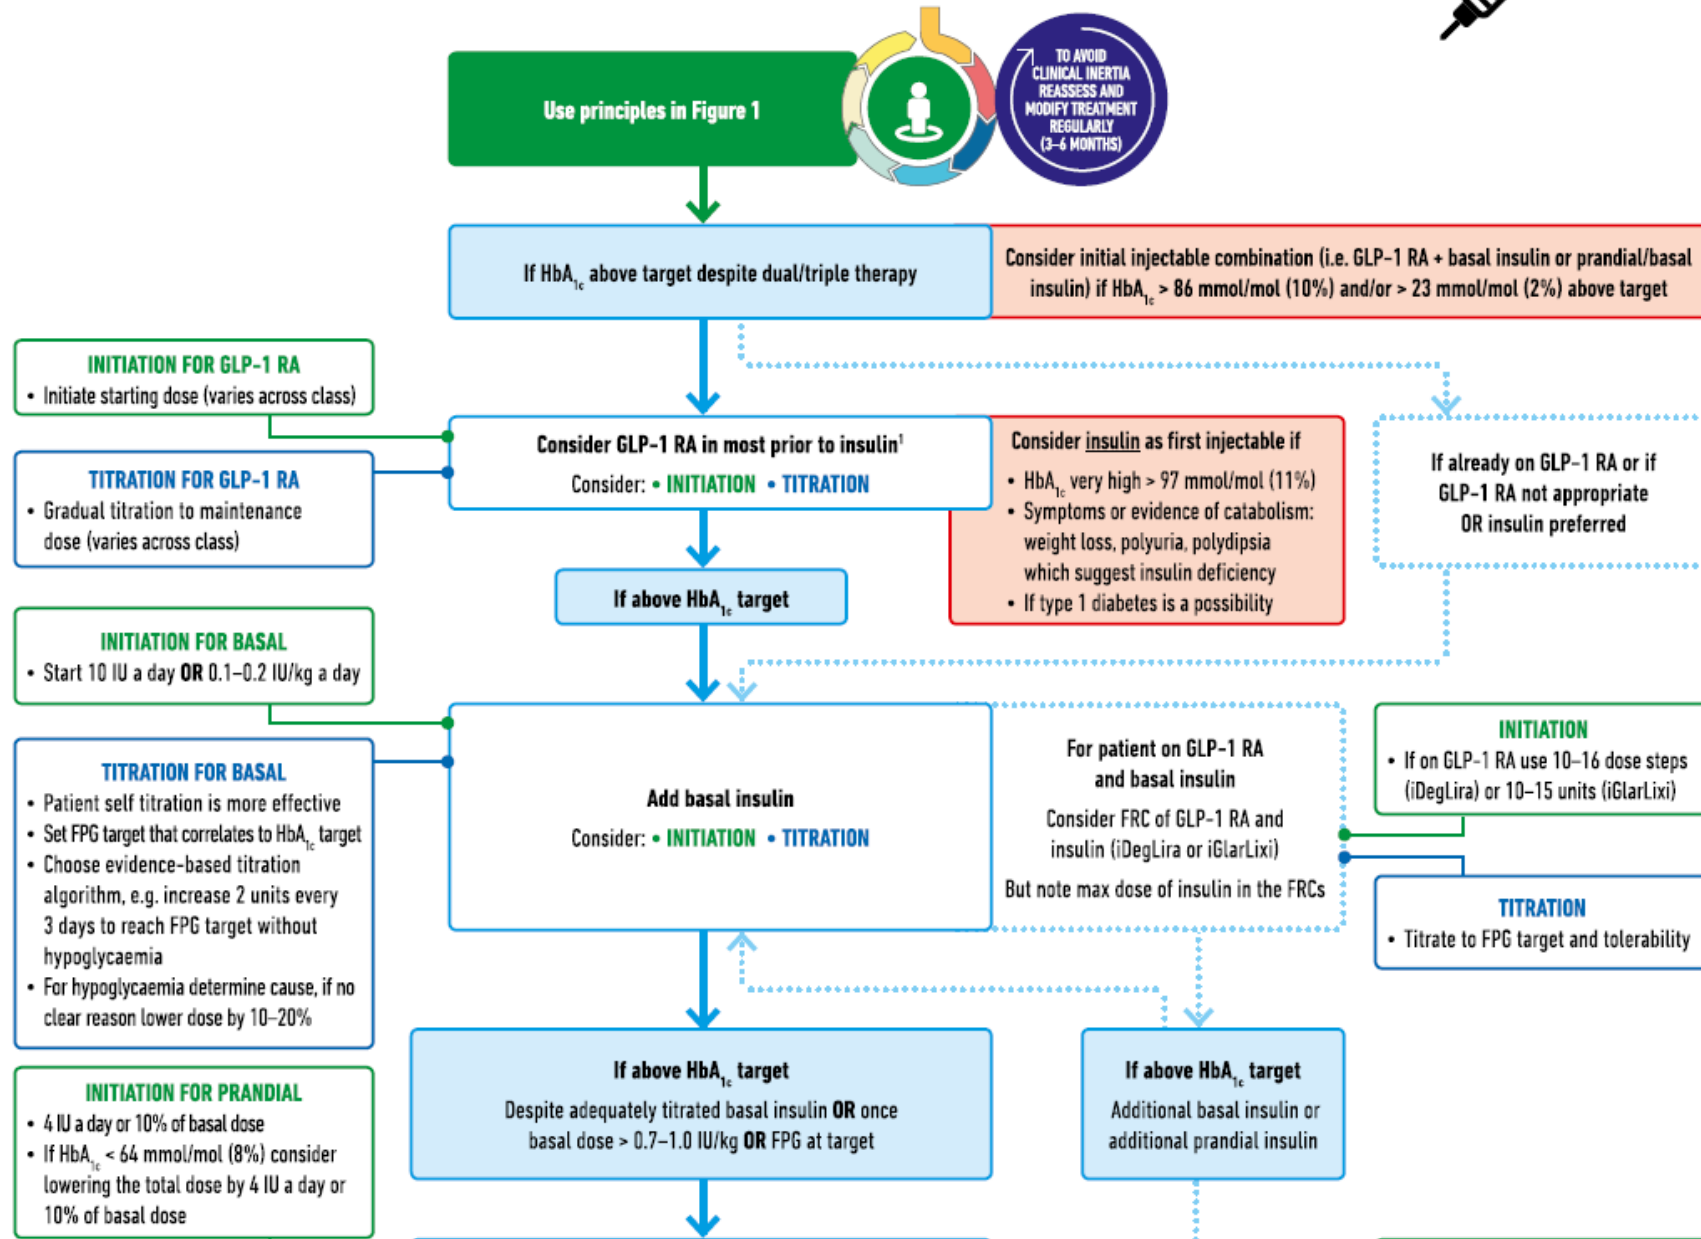 Use principles in Figure 1
TO AVOID
CLINICAL INERTIA
REASSESS AND
MODIFY TREATMENT
REGULARLY
(3–6 MONTHS)
If HbA1c above target despite dual/triple therapy
Consider initial injectable combination (i.e. GLP-1 RA + basal insulin or prandial/basal
insulin) if HbA1c > 86 mmol/mol (10%) and/or > 23 mmol/mol (2%) above target
INITIATION FOR GLP-1 RA
• Initiate starting dose (varies across class)
TITRATION FOR GLP-1 RA
• Gradual titration to maintenance
dose (varies across class)
Consider GLP-1 RA in most prior to insulin¹
Consider: • INITIATION • TITRATION
Consider insulin as first injectable if
• HbA1c very high > 97 mmol/mol (11%)
• Symptoms or evidence of catabolism:
weight loss, polyuria, polydipsia
which suggest insulin deficiency
• If type 1 diabetes is a possibility
If already on GLP-1 RA or if
GLP-1 RA not appropriate
OR insulin preferred
If above HbA1c target
INITIATION FOR BASAL
• Start 10 IU a day OR 0.1–0.2 IU/kg a day
TITRATION FOR BASAL
• Patient self titration is more effective
• Set FPG target that correlates to HbA1c target
• Choose evidence-based titration
algorithm, e.g. increase 2 units every
3 days to reach FPG target without
hypoglycaemia
• For hypoglycaemia determine cause, if no
clear reason lower dose by 10–20%
Add basal insulin
Consider: • INITIATION • TITRATION
For patient on GLP-1 RA
and basal insulin
Consider FRC of GLP-1 RA and
insulin (iDegLira or iGlarLixi)
But note max dose of insulin in the FRCs
INITIATION
• If on GLP-1 RA use 10–16 dose steps
(iDegLira) or 10–15 units (iGlarLixi)
TITRATION
• Titrate to FPG target and tolerability
If above HbA1c target
Despite adequately titrated basal insulin OR once
basal dose > 0.7–1.0 IU/kg OR FPG at target
If above HbA1c target
Additional basal insulin or
additional prandial insulin
INITIATION FOR PRANDIAL
• 4 IU a day or 10% of basal dose
• If HbA1c < 64 mmol/mol (8%) consider
lowering the total dose by 4 IU a day or
10% of basal dose